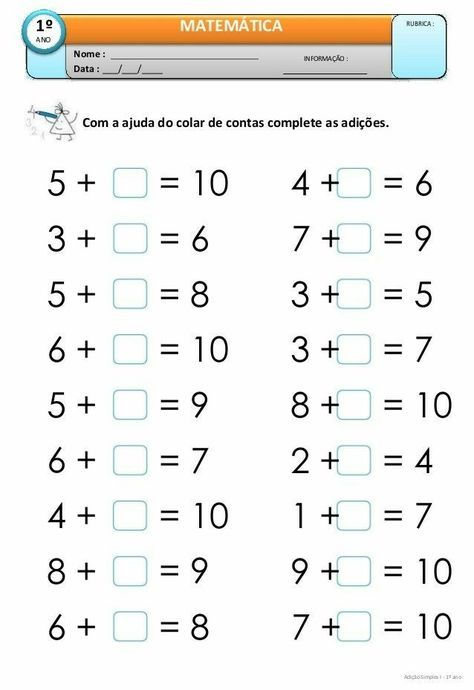 1º
ANO
MATEMÁTICA
RUBRICA :
Nome : ______________________________
INFORMAÇÃO :
Data : ___/___/____
Com a ajuda do colar de contas complete as adições.
5 + □ = 10 4 + □ = 6
3 + □ = 6 7 + □ = 9
5 + □ = 8 3 + □ = 5
6 + □ = 10 3 + □ = 7
5 + □ = 9 8 + □ = 10
6 + □ = 7 2 + □ = 4
4 + □ = 10 1 + □ = 7
8 + □ = 9 9 + □ = 10
6 + □ = 8 7 + □ = 10
Adição Simples I - 1º ano